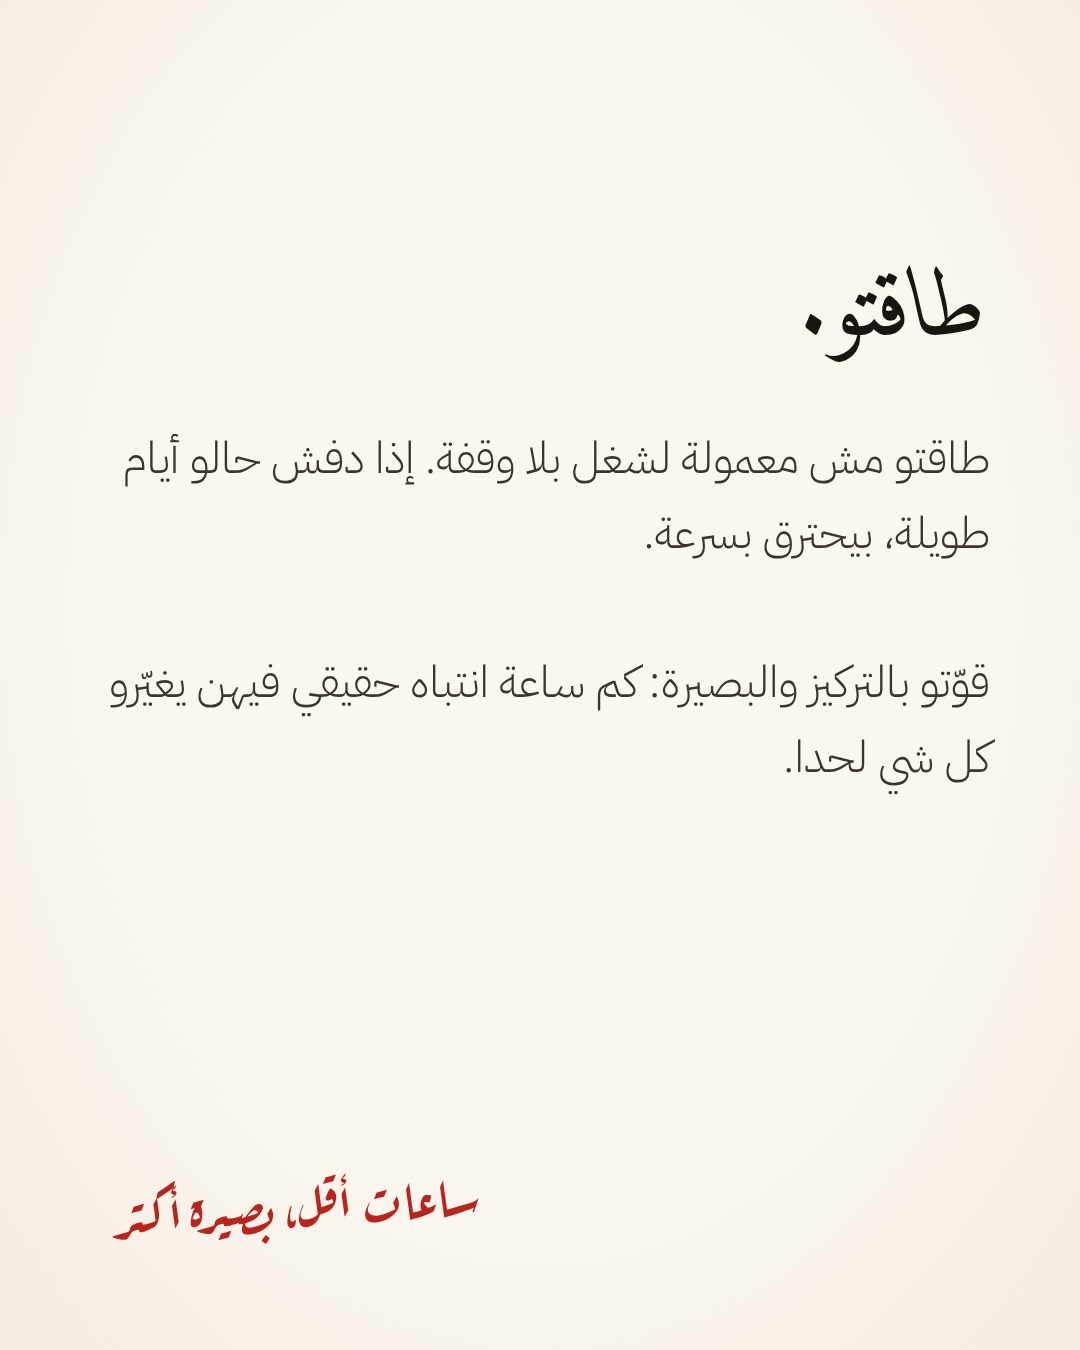 طاقتو.
طاقتو مش معمولة لشغل بلا وقفة. إذا دفش حالو أيام
طويلة، بيحترق بسرعة.
قوّتو بالتركيز والبصيرة: كم ساعة انتباه حقيقي فيهن يغيّرو
كل شي لحدا.
ساعات أقل، بصيرة أكتر